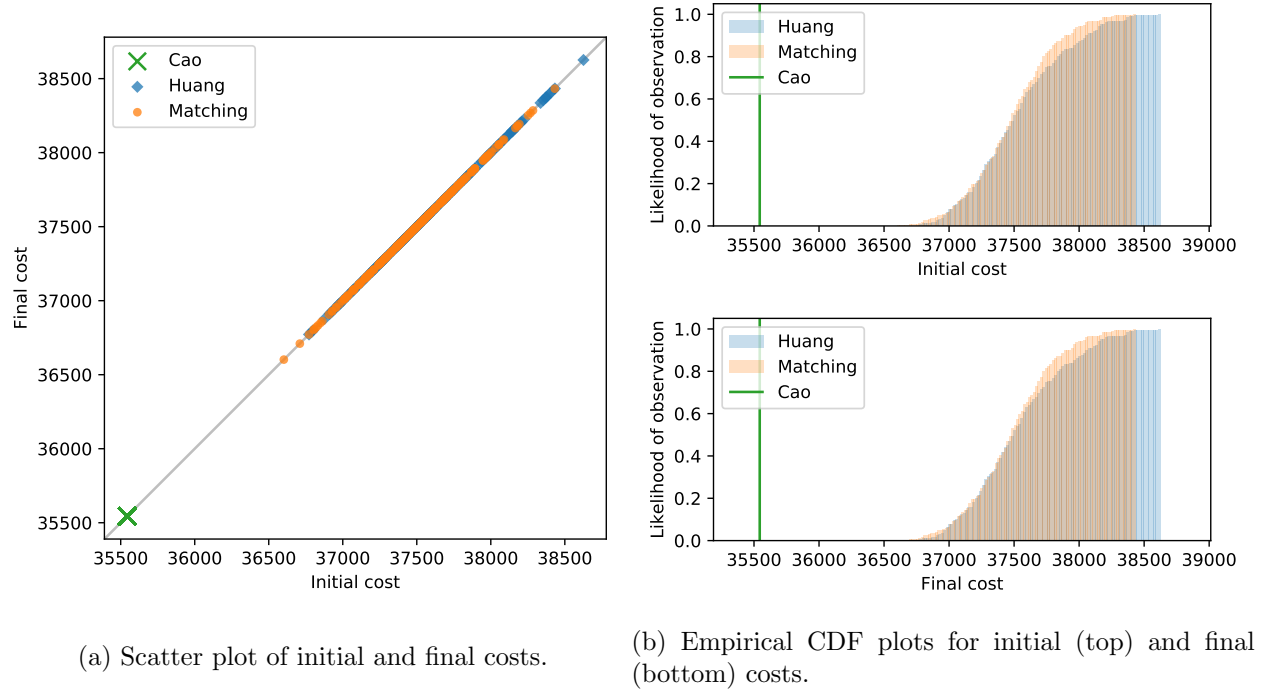 Cao
Huang
Matching
38500
38000
37500
37000
36500
36000
35500
Final cost
35500 36000 36500 37000 37500 38000 38500
Initial cost
(a) Scatter plot of initial and final costs.
1.0
0.8
0.6
0.4
0.2
0.0
Likelihood of observation
Huang
Matching
Cao
35500 36000 36500 37000 37500 38000 38500 39000
Initial cost
1.0
0.8
0.6
0.4
0.2
0.0
Likelihood of observation
Huang
Matching
Cao
35500 36000 36500 37000 37500 38000 38500 39000
Final cost
(b) Empirical CDF plots for initial (top) and final
(bottom) costs.